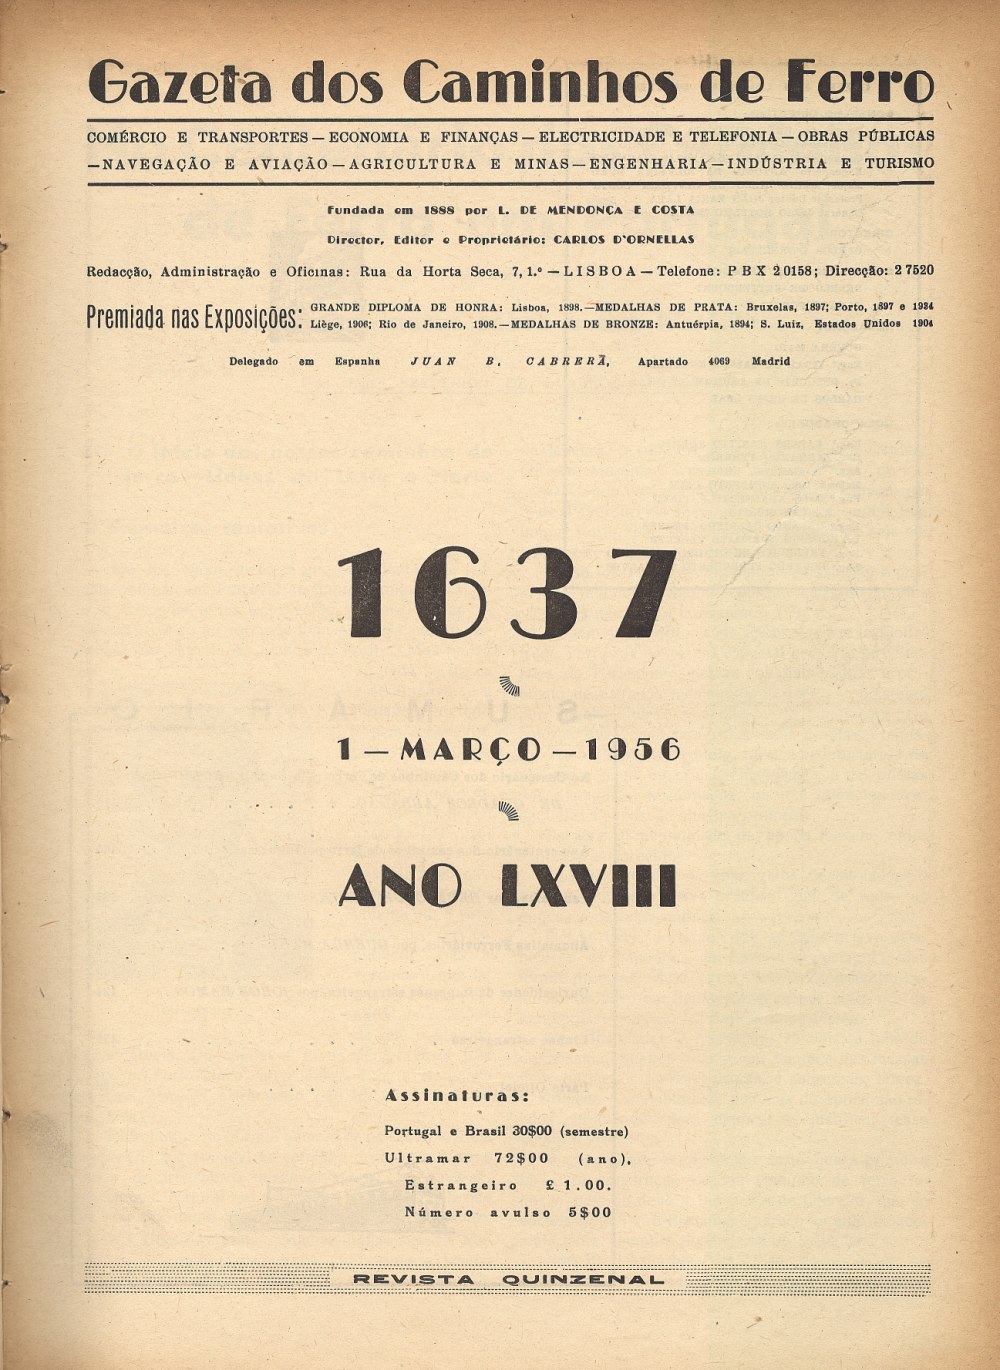 Gazeta dos Caminhos de Ferro
COMÉRCIO E TRANSPORTES — ECONOMIA E FINANÇAS — ELECTRICIDADE E TELEFONIA — OBRAS PÚBLICAS
—NAVEGAÇÃO E AVIAÇÃO — AGRICULTURA E MINAS — ENGENHARIA — INDÚSTRIA E TURISMO
Fundada em 1888 por L. DE MENDONÇA E COSTA
Director, Editor e Proprietário: CARLOS D'ORNELLAS
Redacção, Administração e Oficinas: Rua da Horta Seca, 7, 1.º — LISBOA — Telefone: PBX 20158; Direcção: 27520
Premiada nas Exposições: GRANDE DIPLOMA DE HONRA: Lisboa, 1898.—MEDALHAS DE PRATA: Bruxelas, 1897; Porto, 1897 e 1934
Liège, 1906; Rio de Janeiro, 1908.—MEDALHAS DE BRONZE: Antuérpia, 1894; S. Luiz, Estados Unidos 1904
Delegado em Espanha JUAN B. CABRERA, Apartado 4069 Madrid
1637
1 — MARÇO — 1956
ANO LXVIII
Assinaturas:
Portugal e Brasil 30$00 (semestre)
Ultramar 72$00 (ano).
Estrangeiro £ 1.00.
Número avulso 5$00
REVISTA QUINZENAL